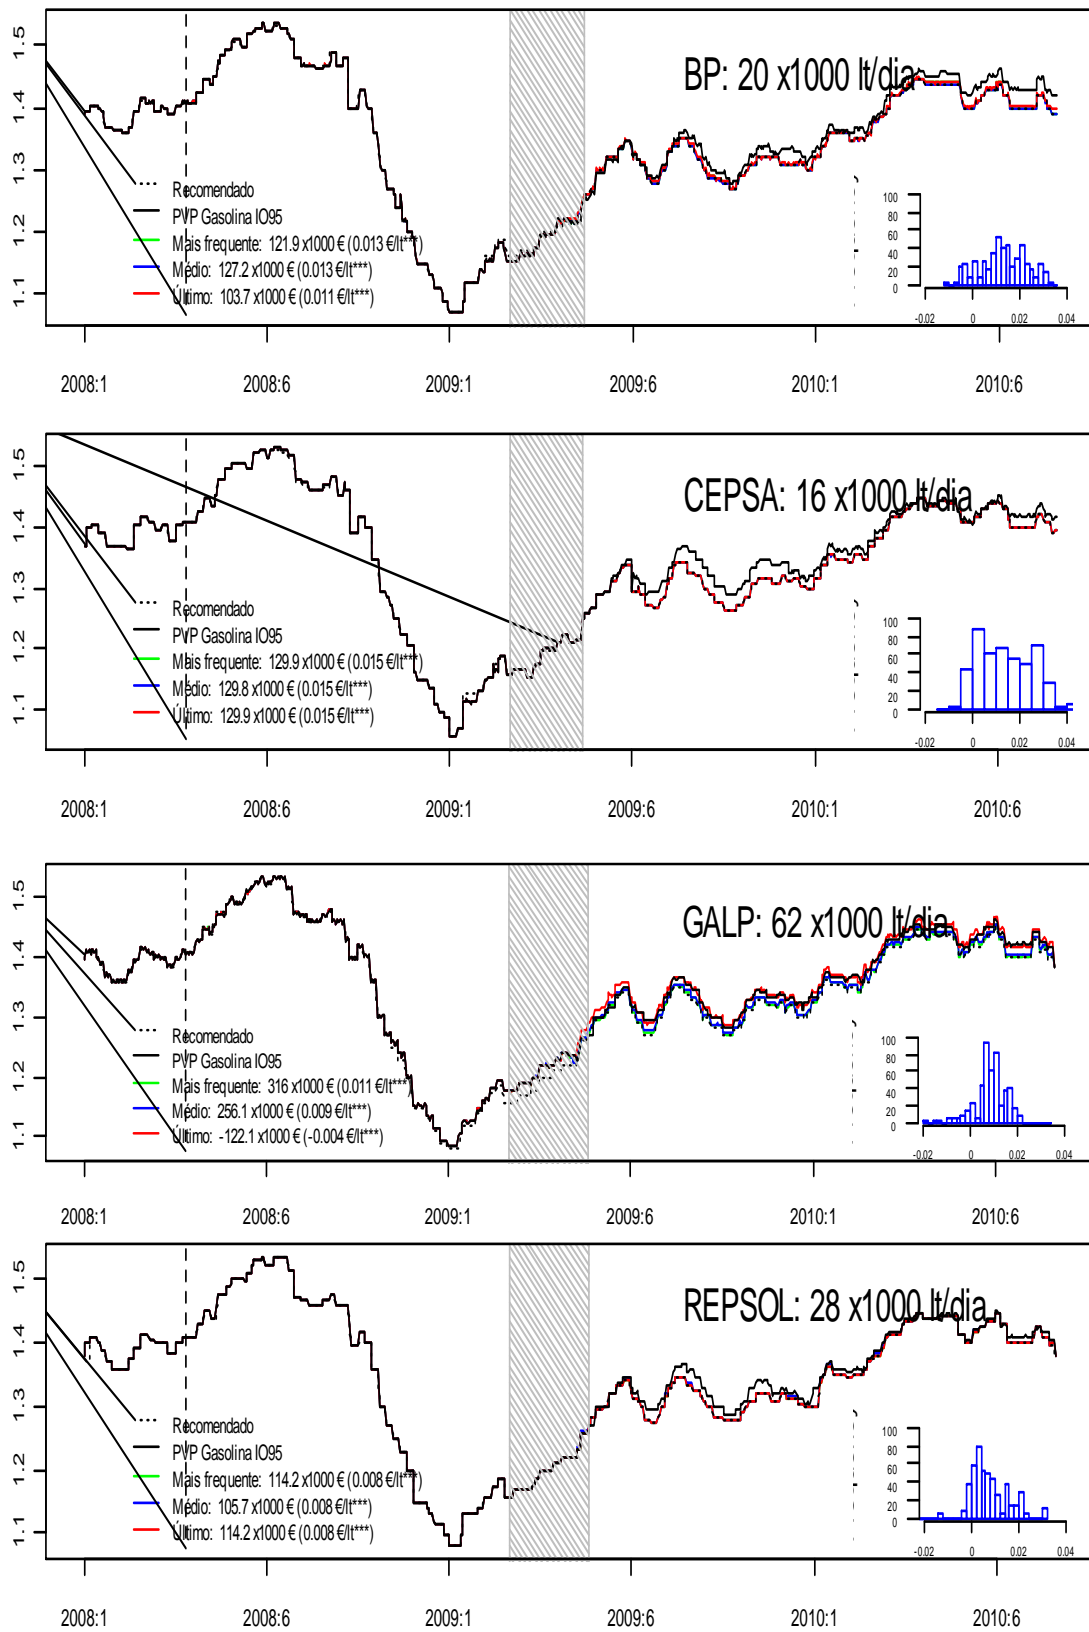 BP: 20 x1000 lt/dia
1.5
1.4
1.3
1.2
1.1
Recomendado
PVP Gasolina IO95
Mais frequente: 121.9 x1000 € (0.013 €/lt***)
Médio: 127.2 x1000 € (0.013 €/lt***)
Último: 103.7 x1000 € (0.011 €/lt***)
100
80
60
40
20
0
-0.02 0 0.02 0.04
2008:1 2008:6 2009:1 2009:6 2010:1 2010:6
CEPSA: 16 x1000 lt/dia
1.5
1.4
1.3
1.2
1.1
Recomendado
PVP Gasolina IO95
Mais frequente: 129.9 x1000 € (0.015 €/lt***)
Médio: 129.8 x1000 € (0.015 €/lt***)
Último: 129.9 x1000 € (0.015 €/lt***)
100
80
60
40
20
0
-0.02 0 0.02 0.04
2008:1 2008:6 2009:1 2009:6 2010:1 2010:6
GALP: 62 x1000 lt/dia
1.5
1.4
1.3
1.2
1.1
Recomendado
PVP Gasolina IO95
Mais frequente: 316 x1000 € (0.011 €/lt***)
Médio: 256.1 x1000 € (0.009 €/lt***)
Último: -122.1 x1000 € (-0.004 €/lt***)
100
80
60
40
20
0
-0.02 0 0.02 0.04
2008:1 2008:6 2009:1 2009:6 2010:1 2010:6
REPSOL: 28 x1000 lt/dia
1.5
1.4
1.3
1.2
1.1
Recomendado
PVP Gasolina IO95
Mais frequente: 114.2 x1000 € (0.008 €/lt***)
Médio: 105.7 x1000 € (0.008 €/lt***)
Último: 114.2 x1000 € (0.008 €/lt***)
100
80
60
40
20
0
-0.02 0 0.02 0.04
2008:1 2008:6 2009:1 2009:6 2010:1 2010:6